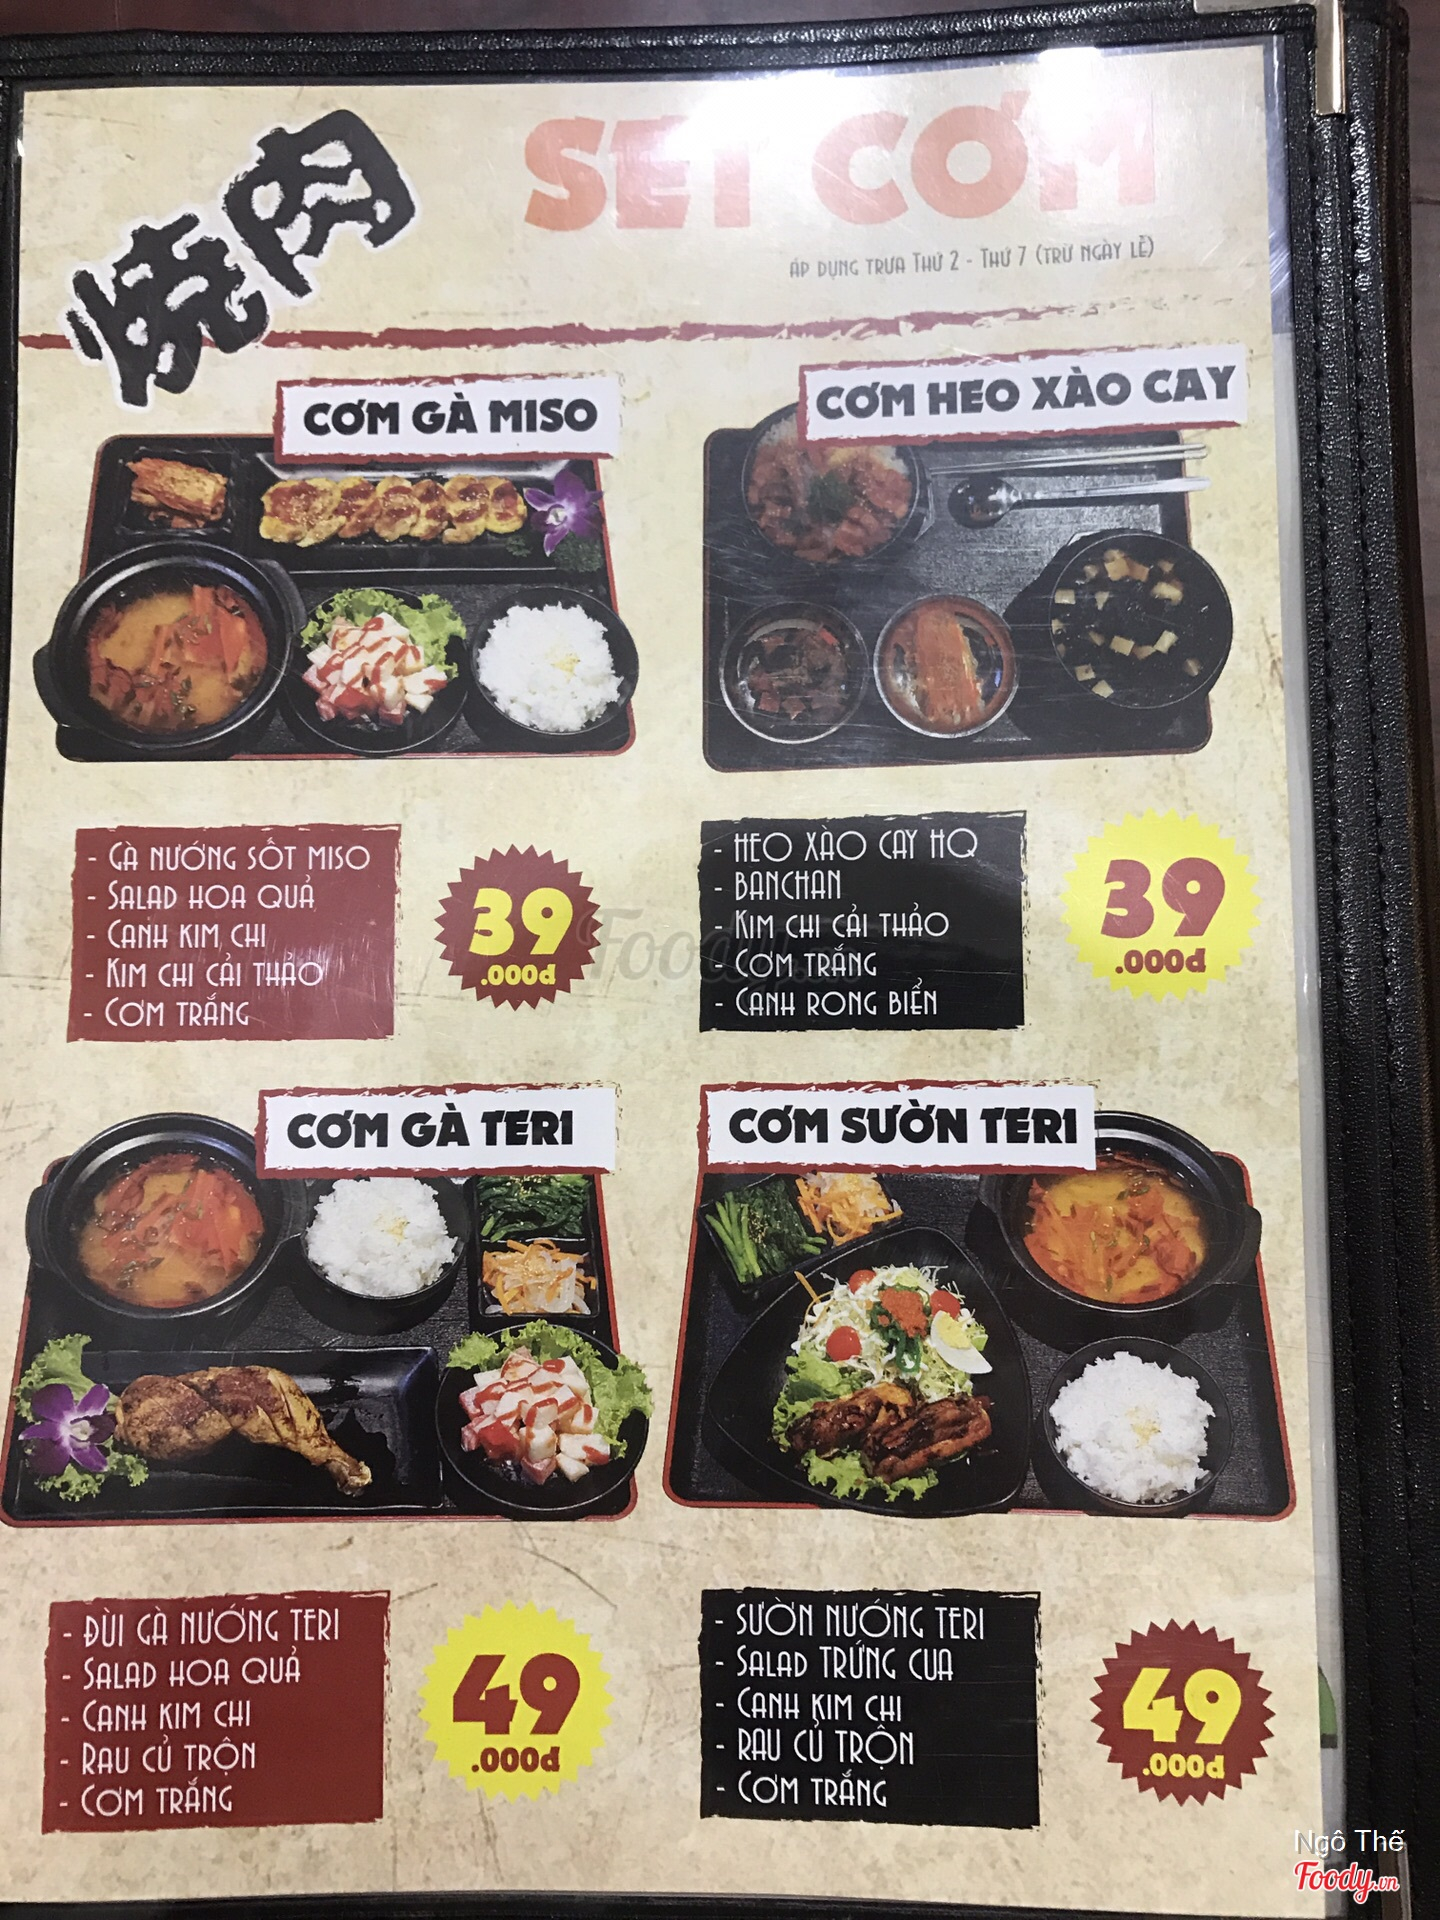 焼肉
SET CƠM
ÁP DỤNG TRƯA THỨ 2 - THỨ 7 (TRỪ NGÀY LỄ)
CƠM GÀ MISO
- GÀ NƯỚNG SỐT MISO
- SALAD HOA QUẢ
- CANH KIM CHI
- KIM CHI CẢI THẢO
- CƠM TRẮNG
39
.000đ
CƠM HEO XÀO CAY
- HEO XÀO CAY HQ
- BANCHAN
- KIM CHI CẢI THẢO
- CƠM TRẮNG
- CANH RONG BIỂN
39
.000đ
Foody.vn
CƠM GÀ TERI
- ĐÙI GÀ NƯỚNG TERI
- SALAD HOA QUẢ
- CANH KIM CHI
- RAU CỦ TRỘN
- CƠM TRẮNG
49
.000đ
CƠM SƯỜN TERI
- SƯỜN NƯỚNG TERI
- SALAD TRỨNG CUA
- CANH KIM CHI
- RAU CỦ TRỘN
- CƠM TRẮNG
49
.000đ
Ngô Thế
Foody.vn